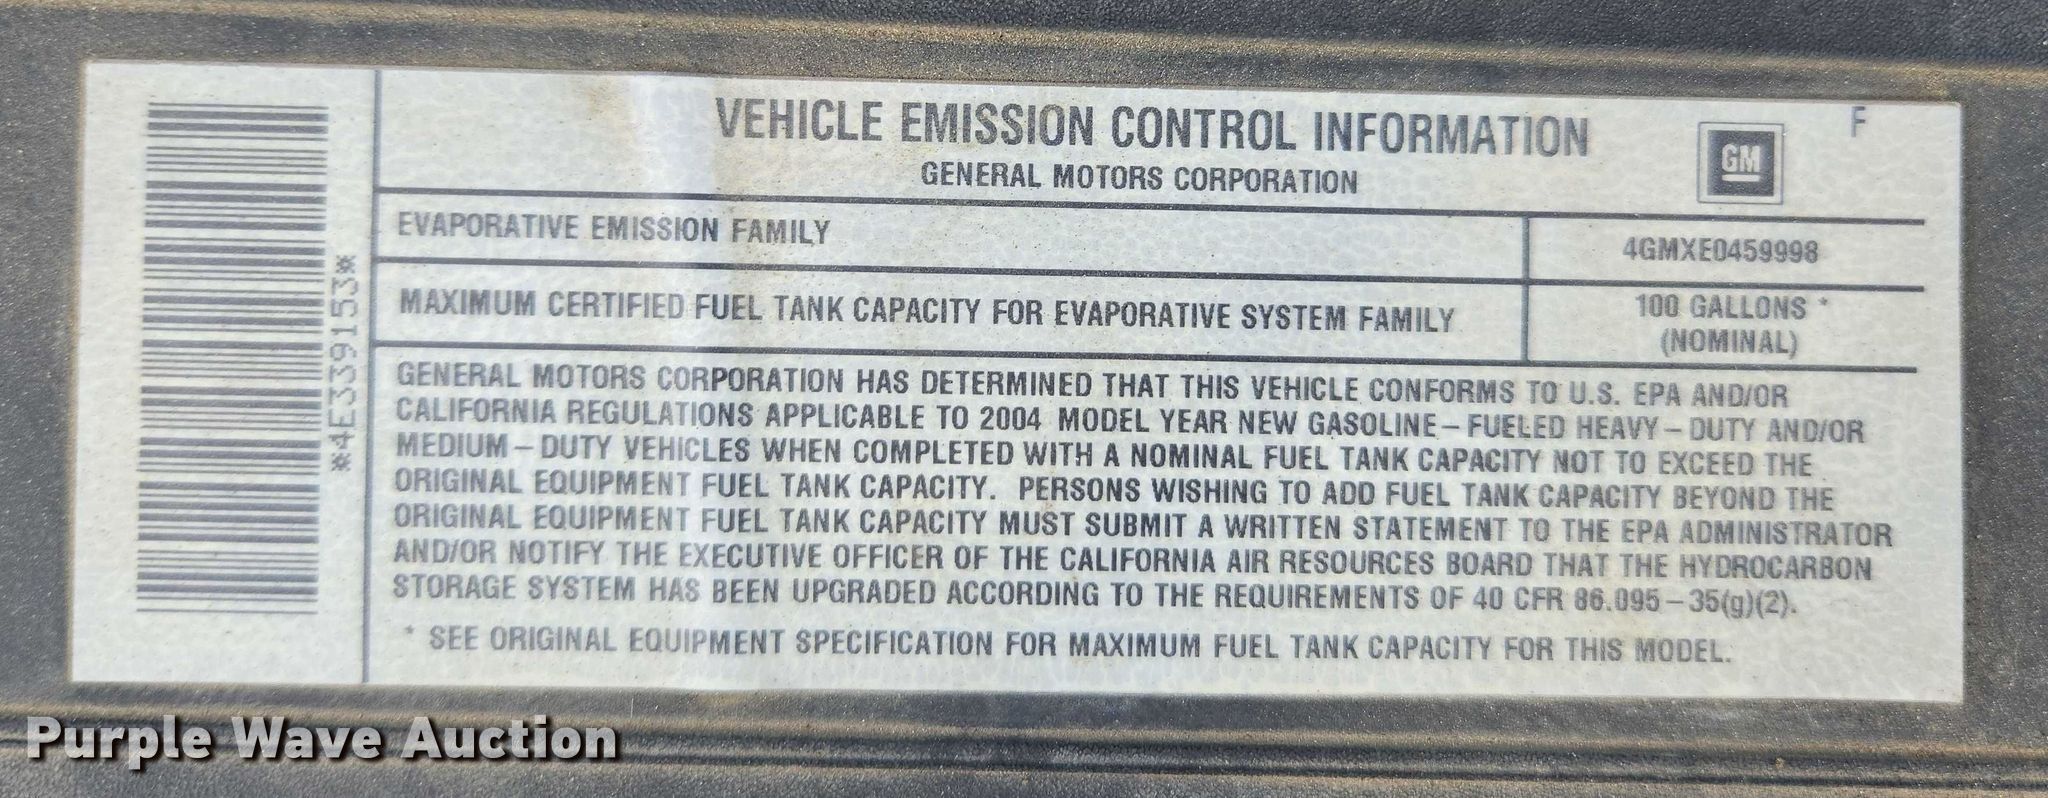 VEHICLE EMISSION CONTROL INFORMATION
GENERAL MOTORS CORPORATION
GM
F
*4E339153*
EVAPORATIVE EMISSION FAMILY
4GMXE0459998
MAXIMUM CERTIFIED FUEL TANK CAPACITY FOR EVAPORATIVE SYSTEM FAMILY
100 GALLONS *
(NOMINAL)
GENERAL MOTORS CORPORATION HAS DETERMINED THAT THIS VEHICLE CONFORMS TO U.S. EPA AND/OR
CALIFORNIA REGULATIONS APPLICABLE TO 2004 MODEL YEAR NEW GASOLINE-FUELED HEAVY-DUTY AND/OR
MEDIUM-DUTY VEHICLES WHEN COMPLETED WITH A NOMINAL FUEL TANK CAPACITY NOT TO EXCEED THE
ORIGINAL EQUIPMENT FUEL TANK CAPACITY. PERSONS WISHING TO ADD FUEL TANK CAPACITY BEYOND THE
ORIGINAL EQUIPMENT FUEL TANK CAPACITY MUST SUBMIT A WRITTEN STATEMENT TO THE EPA ADMINISTRATOR
AND/OR NOTIFY THE EXECUTIVE OFFICER OF THE CALIFORNIA AIR RESOURCES BOARD THAT THE HYDROCARBON
STORAGE SYSTEM HAS BEEN UPGRADED ACCORDING TO THE REQUIREMENTS OF 40 CFR 86.095-35(g)(2).
* SEE ORIGINAL EQUIPMENT SPECIFICATION FOR MAXIMUM FUEL TANK CAPACITY FOR THIS MODEL.
Purple Wave Auction